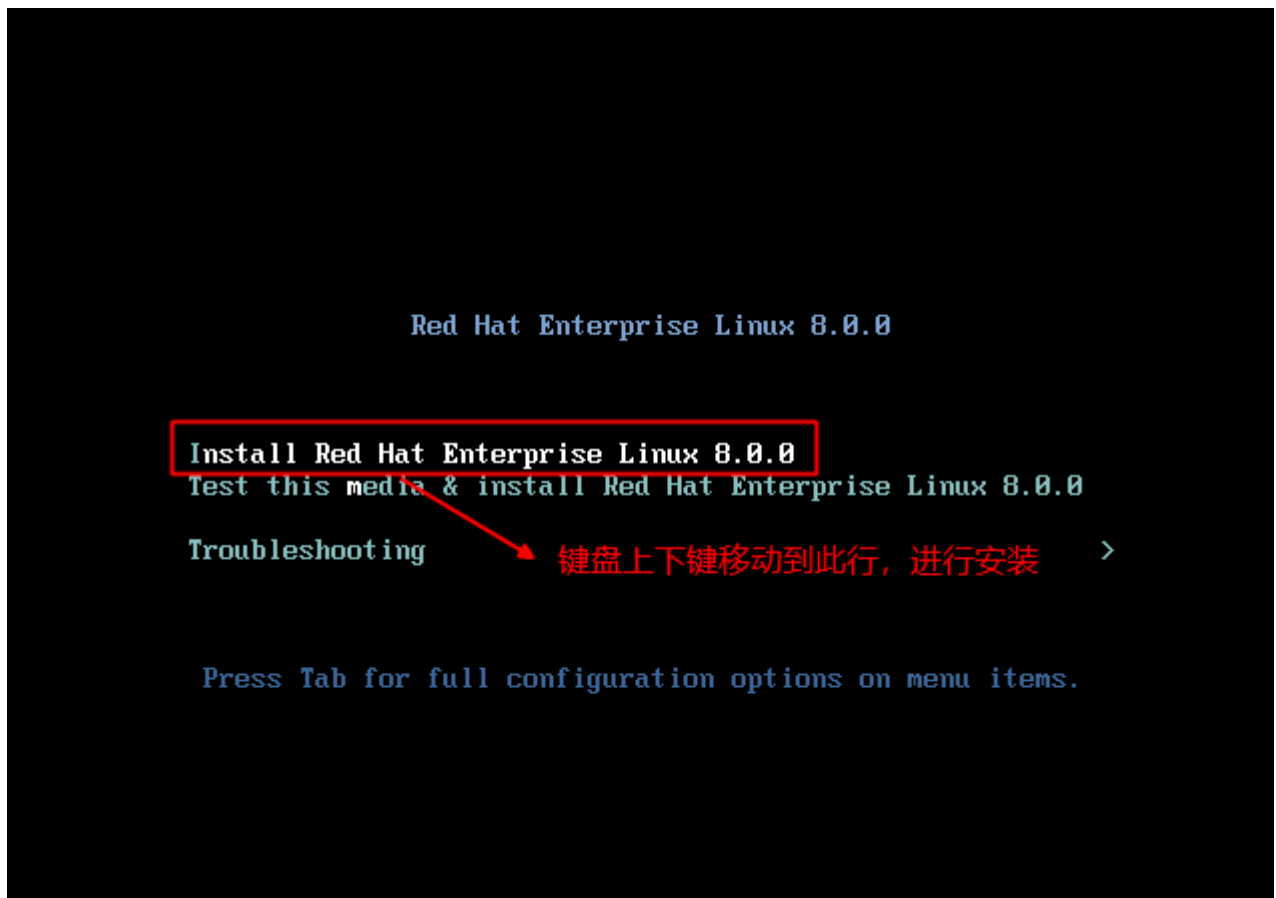 Red Hat Enterprise Linux 8.0.0
Install Red Hat Enterprise Linux 8.0.0
Test this media & install Red Hat Enterprise Linux 8.0.0
Troubleshooting >
键盘上下键移动到此行，进行安装
Press Tab for full configuration options on menu items.